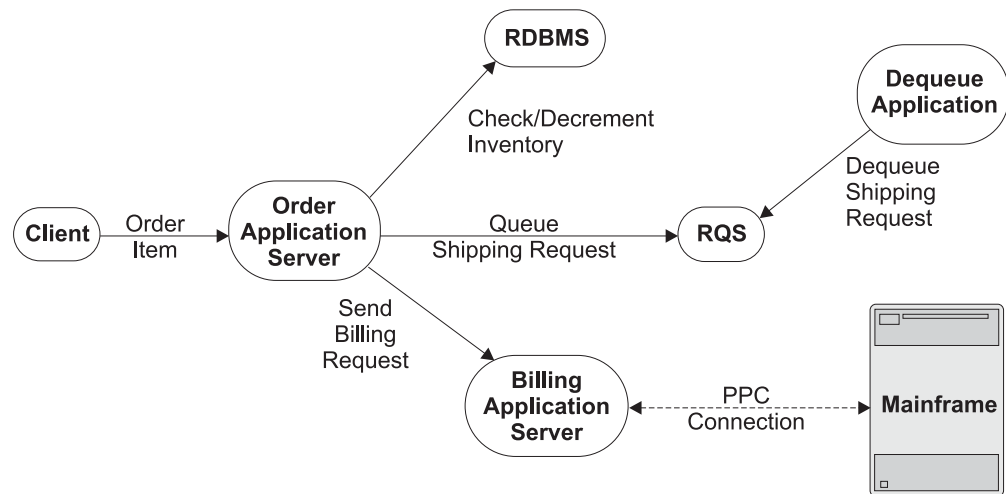 RDBMS
Dequeue
Application
Check/Decrement
Inventory
Dequeue
Shipping
Request
Client
Order
Item
Order
Application
Server
Queue
Shipping Request
RQS
Send
Billing
Request
Billing
Application
Server
PPC
Connection
Mainframe